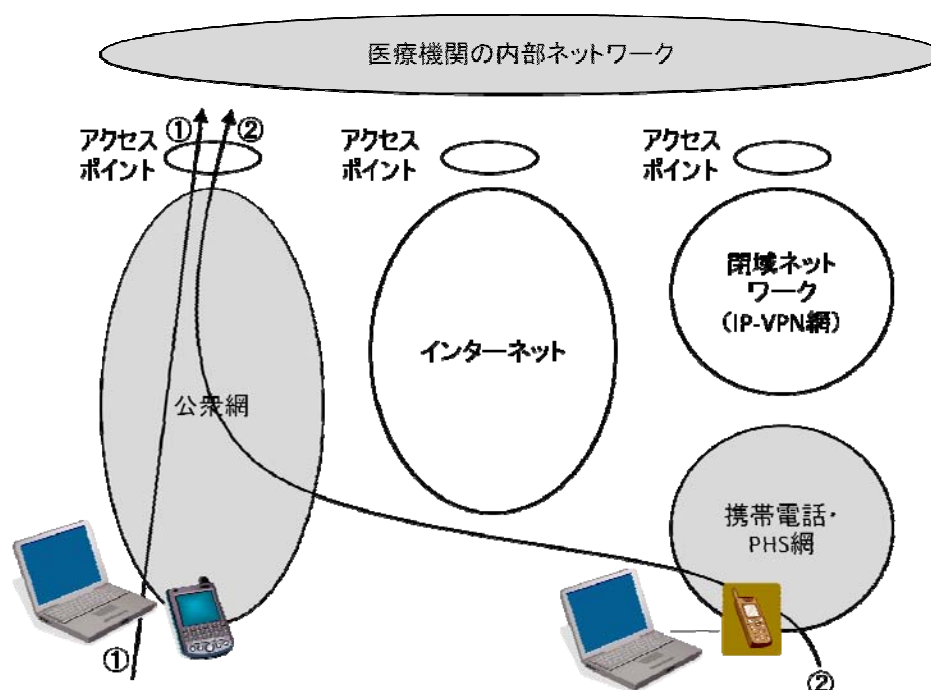 医療機関の内部ネットワーク
①
②
アクセス
ポイント
アクセス
ポイント
アクセス
ポイント
閉域ネット
ワーク
（IP-VPN網）
インターネット
公衆網
携帯電話・
PHS網
①
②